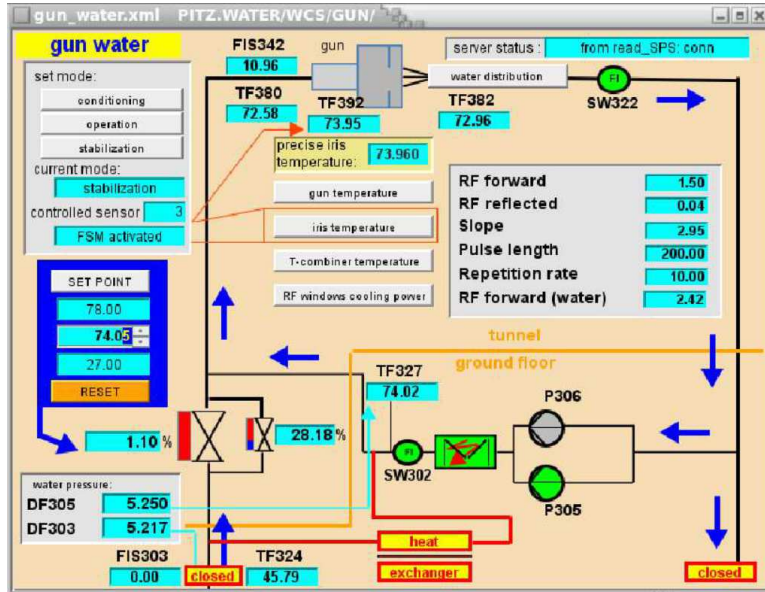 gun_water.xml PITZ.WATER/WCS/GUN/
gun water
FIS342
10.96
gun
server status :
from read_SPS: conn
set mode:
conditioning
operation
stabilization
current mode:
stabilization
controlled sensor
3
FSM activated
TF380
72.58
TF392
73.95
water distribution
TF382
72.96
FI
SW322
precise iris
temperature:
73.960
gun temperature
iris temperature
T-combiner temperature
RF windows cooling power
RF forward 1.50
RF reflected 0.04
Slope 2.95
Pulse length 200.00
Repetition rate 10.00
RF forward (water) 2.42
SET POINT
78.00
74.05
27.00
RESET
tunnel
ground floor
TF327
74.02
P306
1.10 %
28.18 %
FI
SW302
P305
water pressure:
DF305 5.250
DF303 5.217
FIS303
0.00
closed
TF324
45.79
heat
exchanger
closed